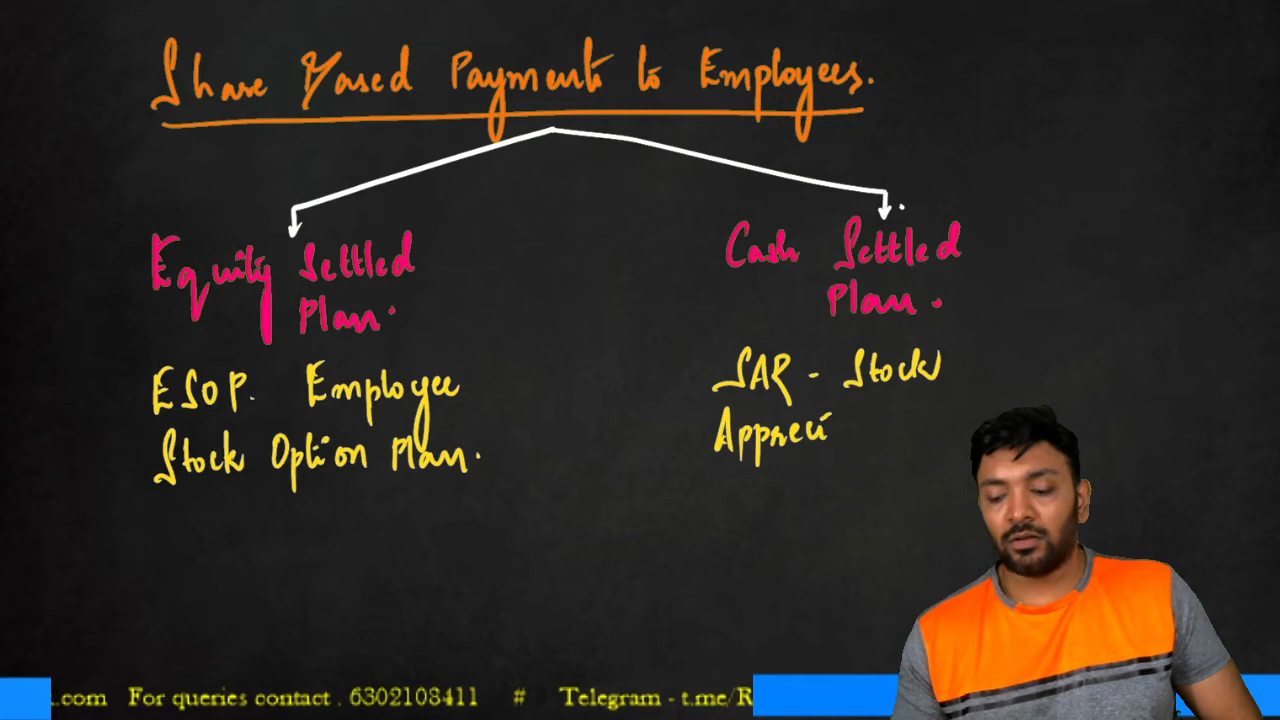 Share Based Payments to Employees.
Equity Settled
Plan.
Cash Settled
Plan.
ESOP. Employee
Stock Option Plan.
SAR - Stock
Appreci
.com For queries contact . 6302108411 # Telegram - t.me/R